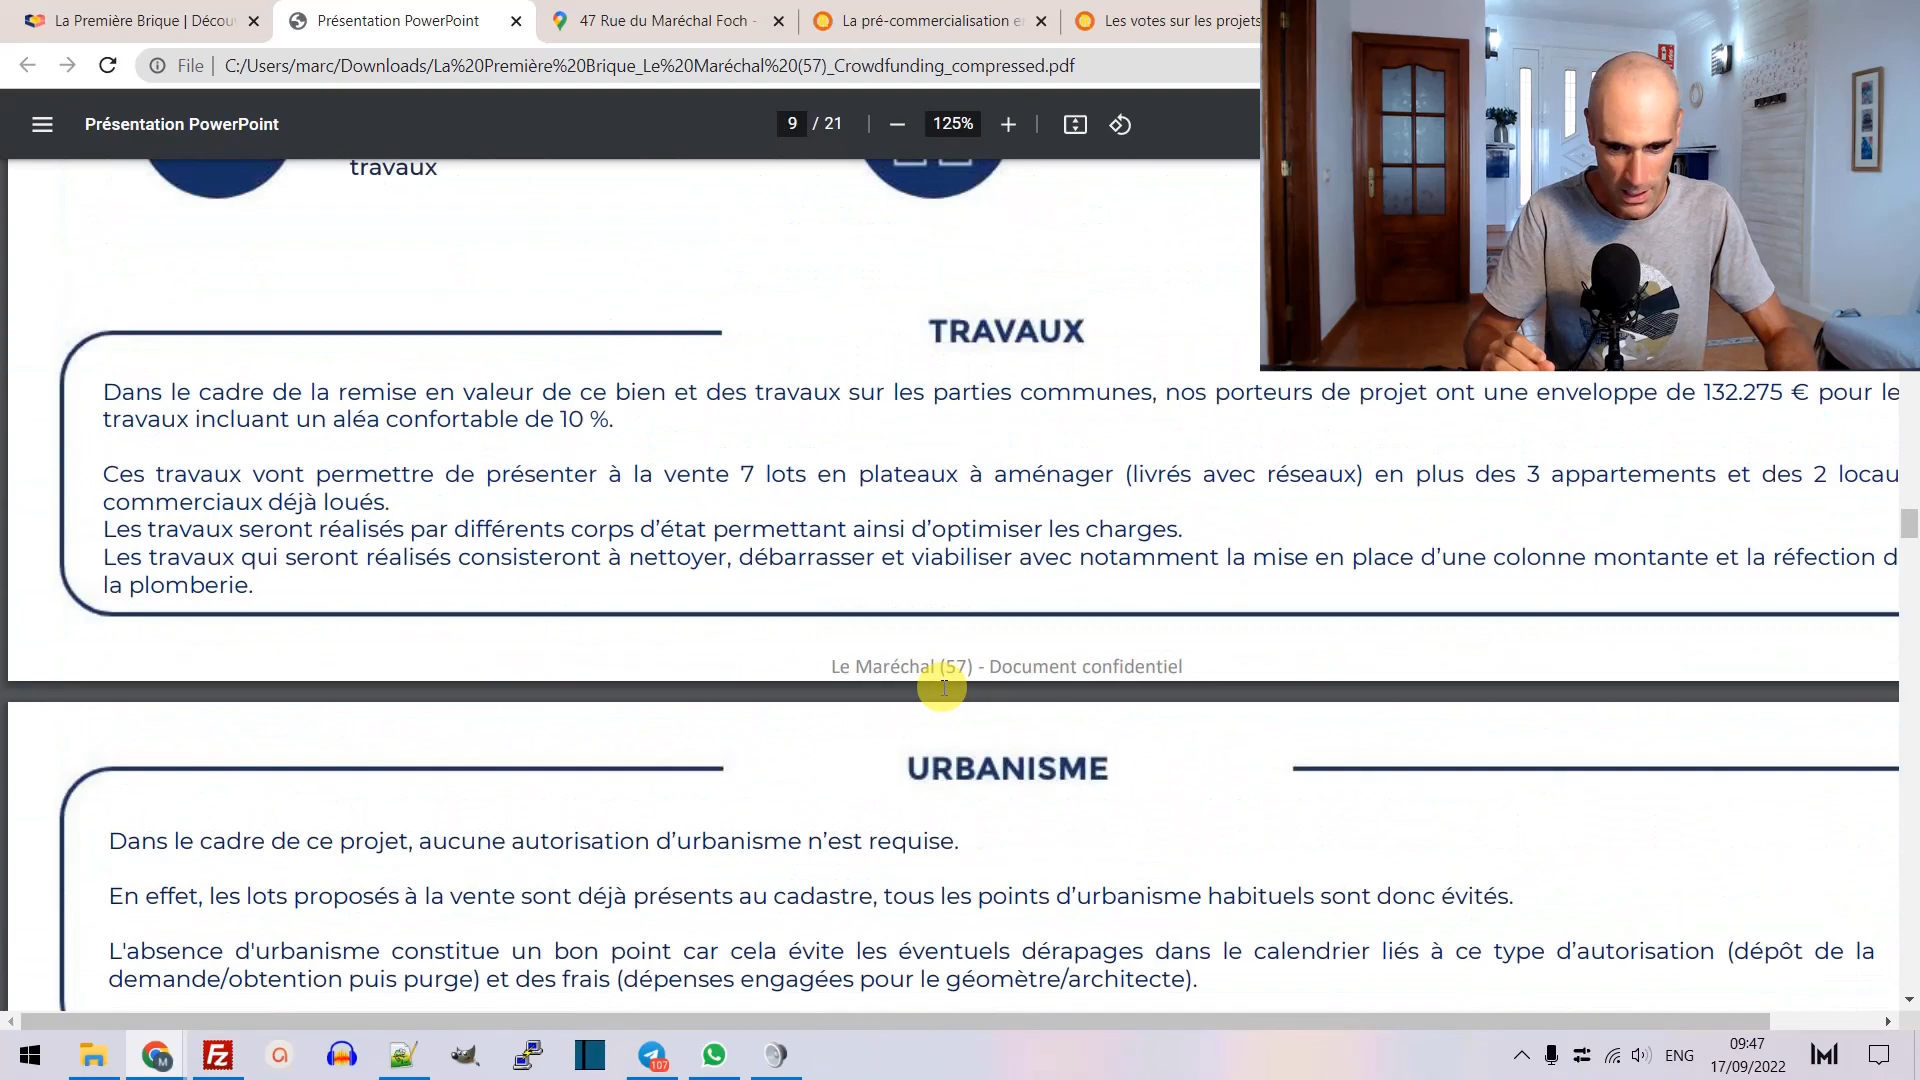 La Première Brique | Décou
Présentation PowerPoint
47 Rue du Maréchal Foch -
La pré-commercialisation e
Les votes sur les projets
File
C:/Users/marc/Downloads/La%20Première%20Brique_Le%20Maréchal%20(57)_Crowdfunding_compressed.pdf
Présentation PowerPoint
9 / 21
125%
travaux
TRAVAUX
Dans le cadre de la remise en valeur de ce bien et des travaux sur les parties communes, nos porteurs de projet ont une enveloppe de 132.275 € pour le
travaux incluant un aléa confortable de 10 %.
Ces travaux vont permettre de présenter à la vente 7 lots en plateaux à aménager (livrés avec réseaux) en plus des 3 appartements et des 2 locau
commerciaux déjà loués.
Les travaux seront réalisés par différents corps d'état permettant ainsi d'optimiser les charges.
Les travaux qui seront réalisés consisteront à nettoyer, débarrasser et viabiliser avec notamment la mise en place d'une colonne montante et la réfection d
la plomberie.
Le Maréchal (57) - Document confidentiel
URBANISME
Dans le cadre de ce projet, aucune autorisation d'urbanisme n'est requise.
En effet, les lots proposés à la vente sont déjà présents au cadastre, tous les points d'urbanisme habituels sont donc évités.
L'absence d'urbanisme constitue un bon point car cela évite les éventuels dérapages dans le calendrier liés à ce type d'autorisation (dépôt de la
demande/obtention puis purge) et des frais (dépenses engagées pour le géomètre/architecte).
107
ENG
09:47
17/09/2022